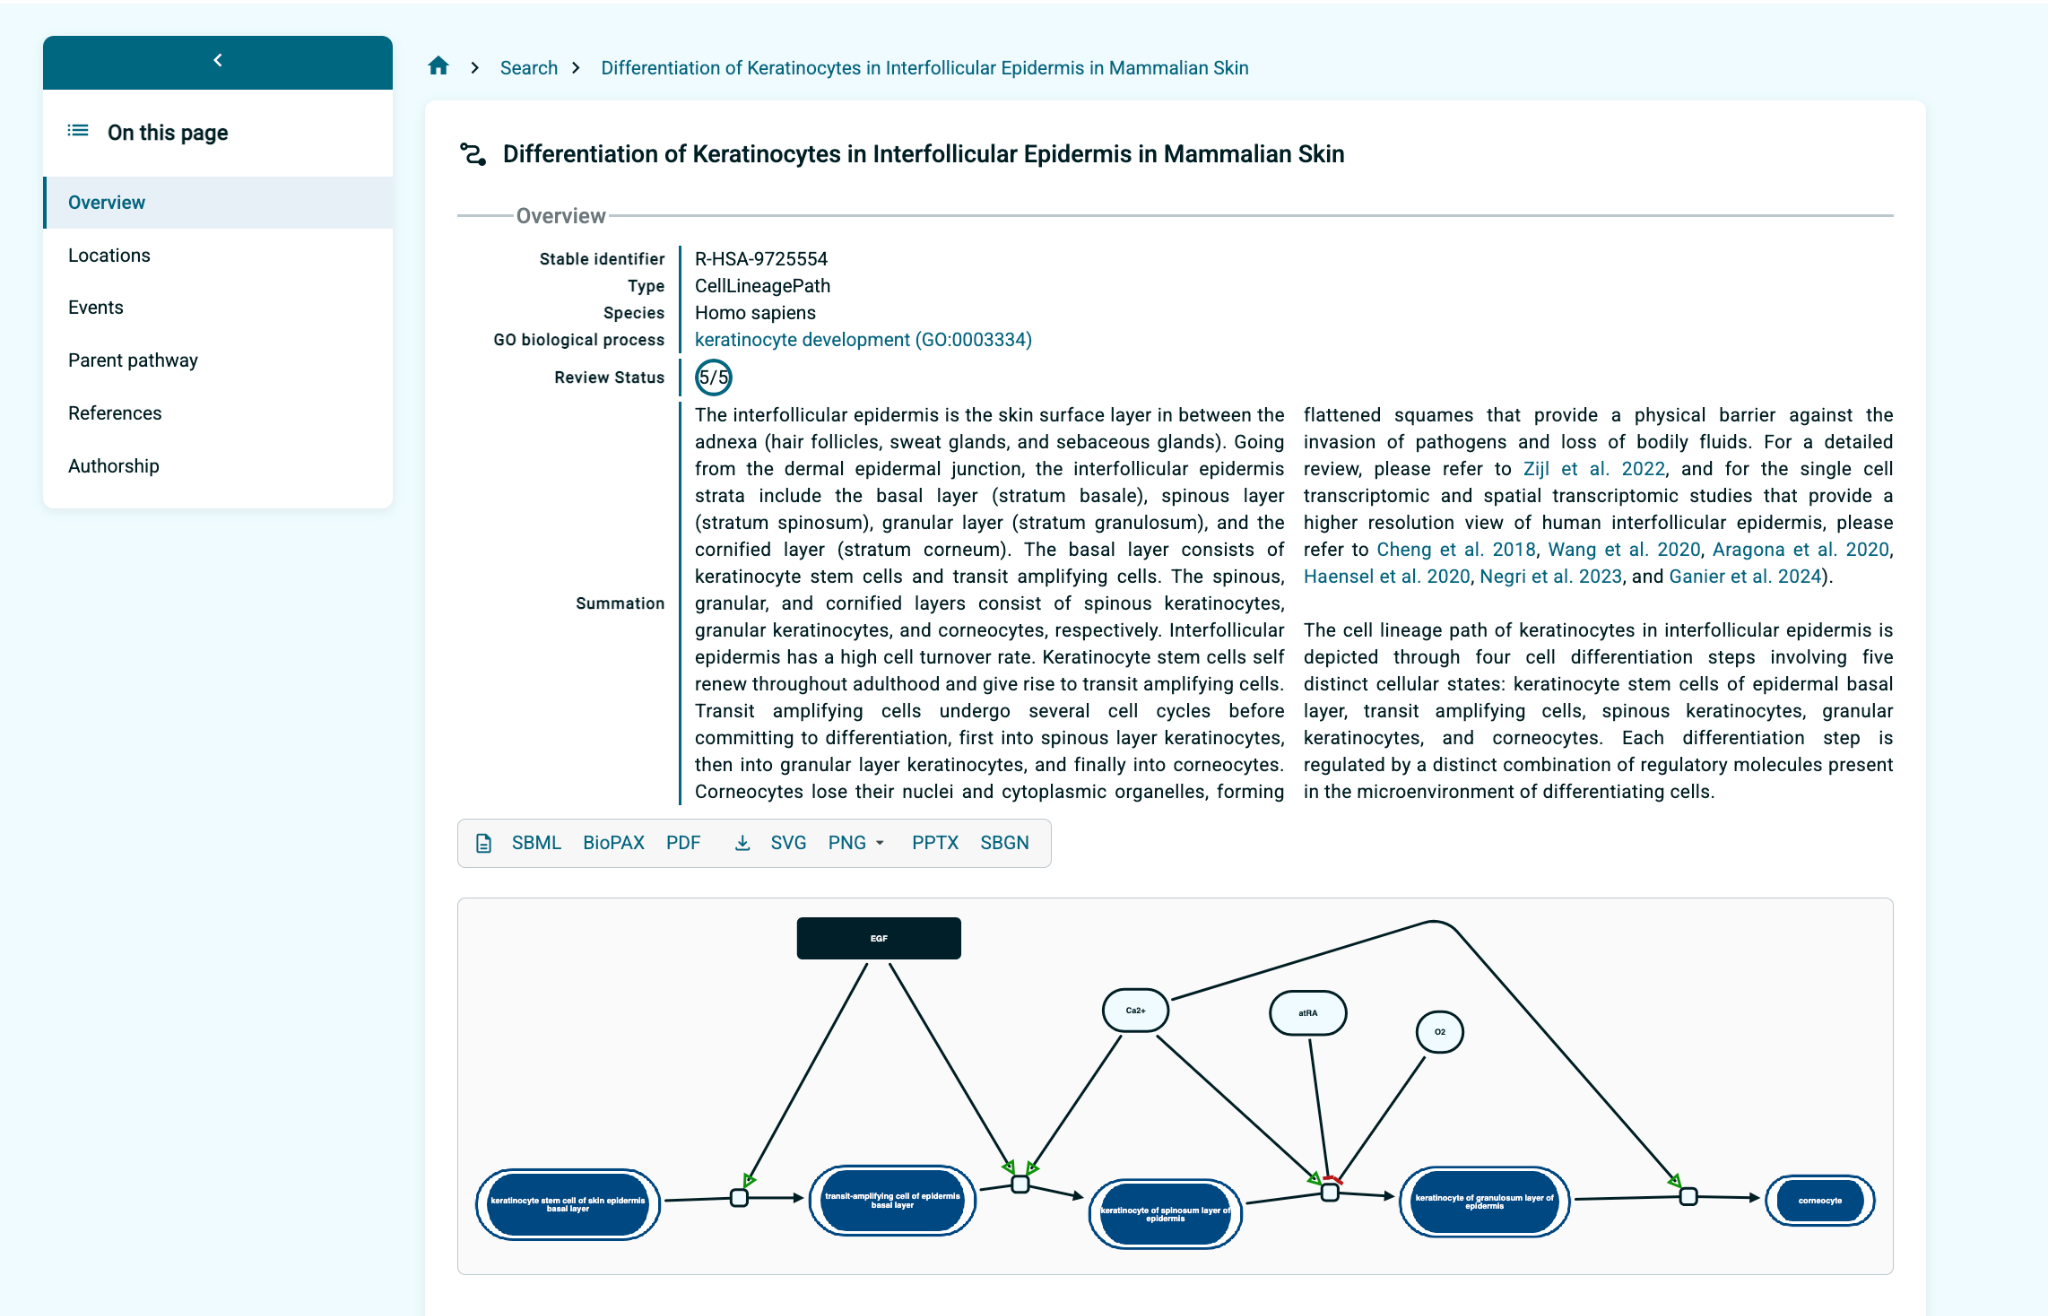 On this page
Overview
Locations
Events
Parent pathway
References
Authorship
Search
Differentiation of Keratinocytes in Interfollicular Epidermis in Mammalian Skin
Differentiation of Keratinocytes in Interfollicular Epidermis in Mammalian Skin
Overview
Stable identifier R-HSA-9725554
Type CellLineagePath
Species Homo sapiens
GO biological process keratinocyte development (GO:0003334)
Review Status 5/5
Summation
The interfollicular epidermis is the skin surface layer in between the
adnexa (hair follicles, sweat glands, and sebaceous glands). Going
from the dermal epidermal junction, the interfollicular epidermis
strata include the basal layer (stratum basale), spinous layer
(stratum spinosum), granular layer (stratum granulosum), and the
cornified layer (stratum corneum). The basal layer consists of
keratinocyte stem cells and transit amplifying cells. The spinous,
granular, and cornified layers consist of spinous keratinocytes,
granular keratinocytes, and corneocytes, respectively. Interfollicular
epidermis has a high cell turnover rate. Keratinocyte stem cells self
renew throughout adulthood and give rise to transit amplifying cells.
Transit amplifying cells undergo several cell cycles before
committing to differentiation, first into spinous layer keratinocytes,
then into granular layer keratinocytes, and finally into corneocytes.
Corneocytes lose their nuclei and cytoplasmic organelles, forming
flattened squames that provide a physical barrier against the
invasion of pathogens and loss of bodily fluids. For a detailed
review, please refer to Zijl et al. 2022, and for the single cell
transcriptomic and spatial transcriptomic studies that provide a
higher resolution view of human interfollicular epidermis, please
refer to Cheng et al. 2018, Wang et al. 2020, Aragona et al. 2020,
Haensel et al. 2020, Negri et al. 2023, and Ganier et al. 2024).
The cell lineage path of keratinocytes in interfollicular epidermis is
depicted through four cell differentiation steps involving five
distinct cellular states: keratinocyte stem cells of epidermal basal
layer, transit amplifying cells, spinous keratinocytes, granular
keratinocytes, and corneocytes. Each differentiation step is
regulated by a distinct combination of regulatory molecules present
in the microenvironment of differentiating cells.
SBML BioPAX PDF SVG PNG PPTX SBGN
EGF
Ca2+
atRA
O2
keratinocyte stem cell of skin epidermis
basal layer
transit-amplifying cell of epidermis
basal layer
keratinocyte of spinosum layer of
epidermis
keratinocyte of granulosum layer of
epidermis
corneocyte